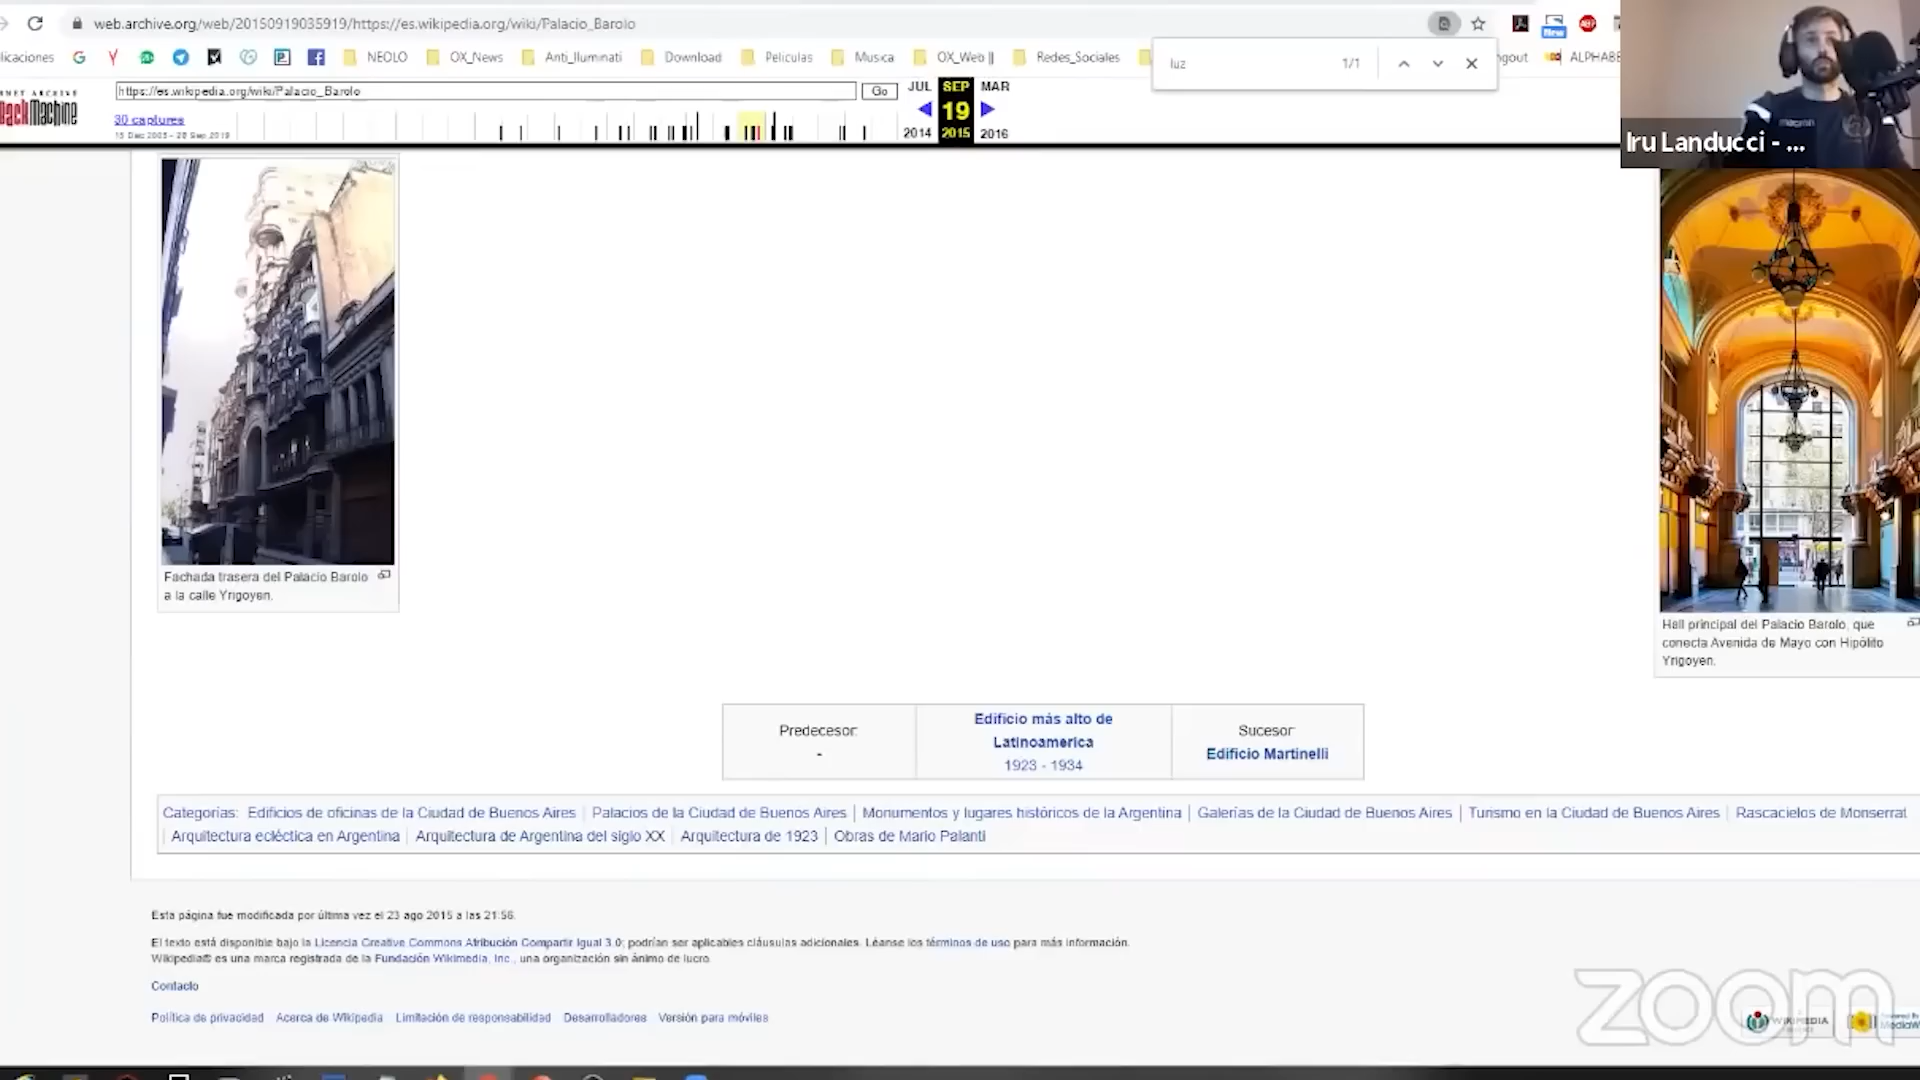 web.archive.org/web/20150919035919/https://es.wikipedia.org/wiki/Palacio_Barolo
licaciones
NEOLO
OX_News
Anti_Iluminati
Download
Peliculas
Musica
OX_Web ||
Redes_Sociales
luz
1/1
New
ABP
ngout
ALPHABE
https://es.wikipedia.org/wiki/Palacio_Barolo
Go
JUL
SEP
MAR
30 captures
19
2014
2015
2016
Iru Landucci - ...
Fachada trasera del Palacio Barolo
a la calle Yrigoyen.
Hall principal del Palacio Barolo, que
conecta Avenida de Mayo con Hipólito
Yrigoyen.
Predecesor:
-
Edificio más alto de
Latinoamerica
1923 - 1934
Sucesor
Edificio Martinelli
Categorías: Edificios de oficinas de la Ciudad de Buenos Aires | Palacios de la Ciudad de Buenos Aires | Monumentos y lugares históricos de la Argentina | Galerías de la Ciudad de Buenos Aires | Turismo en la Ciudad de Buenos Aires | Rascacielos de Monserrat
| Arquitectura ecléctica en Argentina | Arquitectura de Argentina del siglo XX | Arquitectura de 1923 | Obras de Mario Palanti
Esta página fue modificada por última vez el 23 ago 2015 a las 21:56.
El texto está disponible bajo la Licencia Creative Commons Atribución Compartir Igual 3.0; podrían ser aplicables cláusulas adicionales. Léanse los términos de uso para más información.
Wikipedia® es una marca registrada de la Fundación Wikimedia, Inc., una organización sin ánimo de lucro.
Contacto
Política de privacidad
Acerca de Wikipedia
Limitación de responsabilidad
Desarrolladores
Versión para móviles
zoom
WIKIPEDIA
MediaW